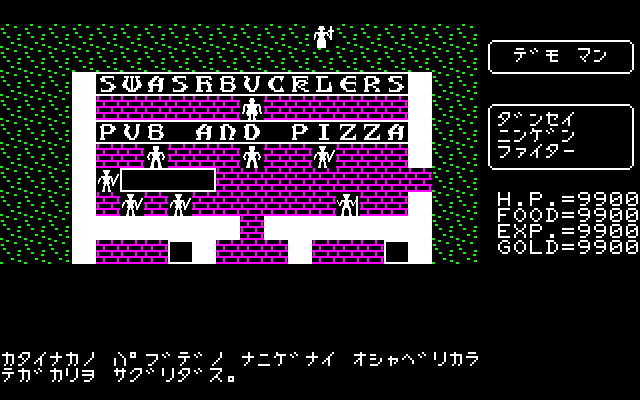 デモ マン
SWASHBUCKLERS
PUB AND PIZZA
ダンセイ
ニンゲン
ファイター
H.P.=9900
FOOD=9900
EXP.=9900
GOLD=9900
カタイナカノ パブデノ ナニゲナイ オシャベリカラ
テガカリヲ サグリダス。